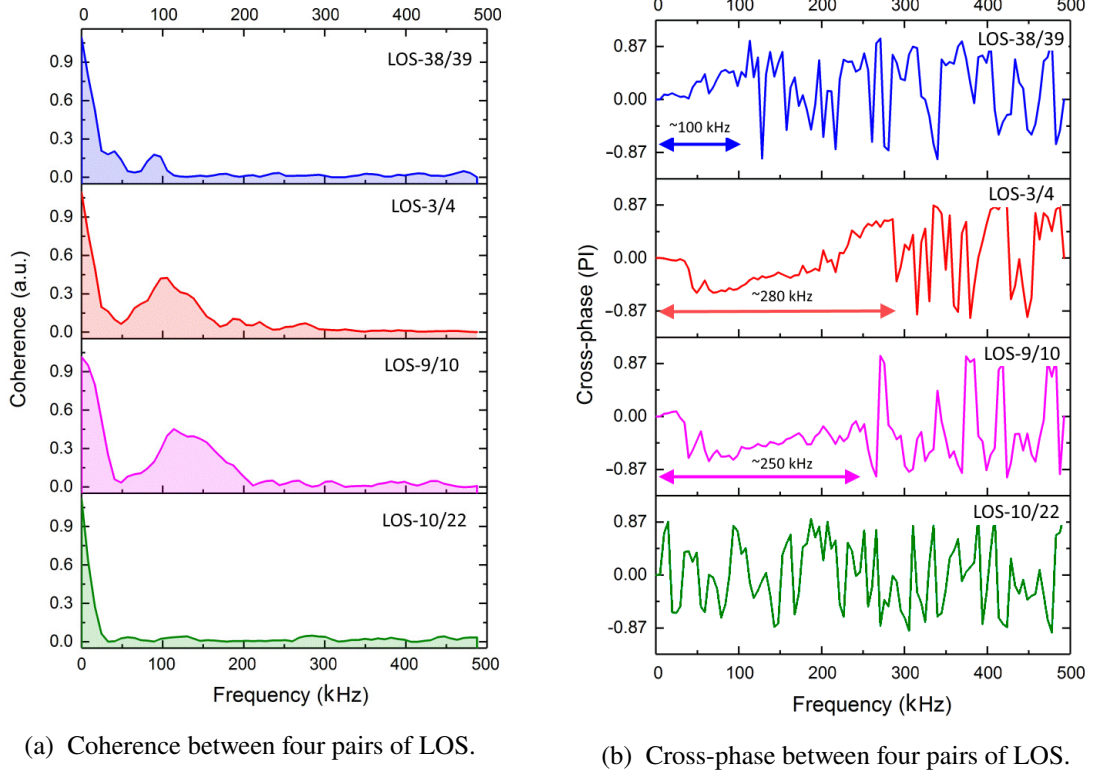 0 100 200 300 400 500
LOS-38/39
0.9
0.6
0.3
0.0
LOS-3/4
0.9
0.6
0.3
0.0
LOS-9/10
0.9
0.6
0.3
0.0
LOS-10/22
0.9
0.6
0.3
0.0
Coherence (a.u.)
0 100 200 300 400 500
Frequency (kHz)
(a) Coherence between four pairs of LOS.
0 100 200 300 400 500
LOS-38/39
0.87
0.00
-0.87
~100 kHz
LOS-3/4
0.87
0.00
-0.87
~280 kHz
LOS-9/10
0.87
0.00
-0.87
~250 kHz
LOS-10/22
0.87
0.00
-0.87
Cross-phase (PI)
0 100 200 300 400 500
Frequency (kHz)
(b) Cross-phase between four pairs of LOS.